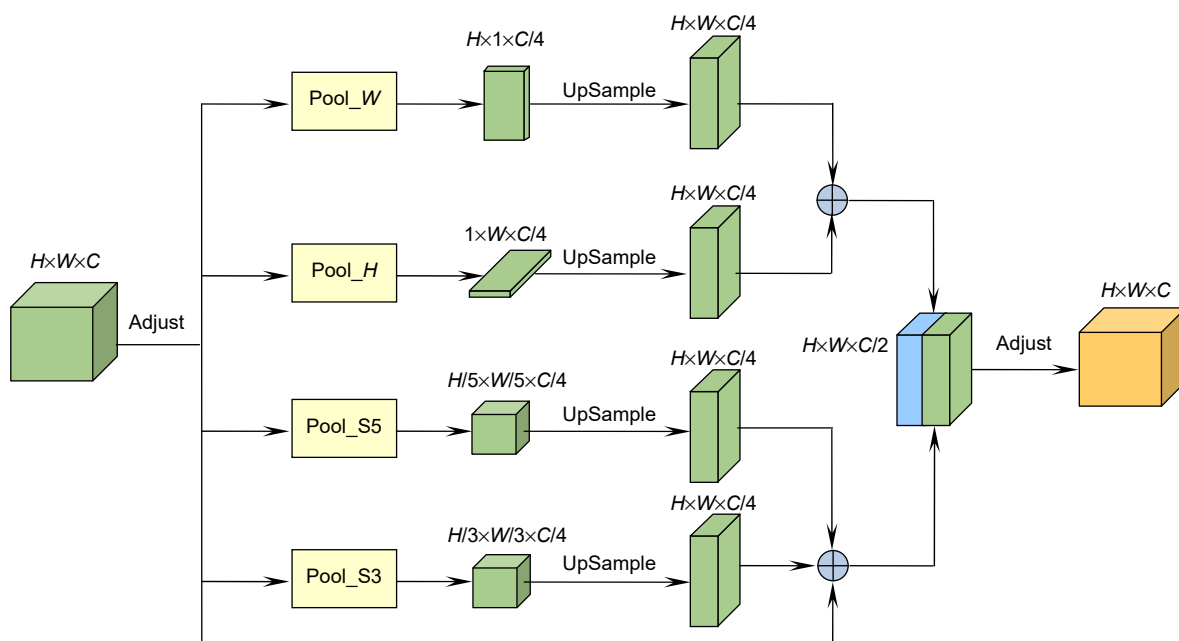 H×1×C/4
H×W×C/4
Pool_W
UpSample
H×W×C/4
1×W×C/4
Pool_H
UpSample
H×W×C
Adjust
H×W×C/2
Adjust
H×W×C
H×W×C/4
H/5×W/5×C/4
Pool_S5
UpSample
H×W×C/4
H/3×W/3×C/4
Pool_S3
UpSample